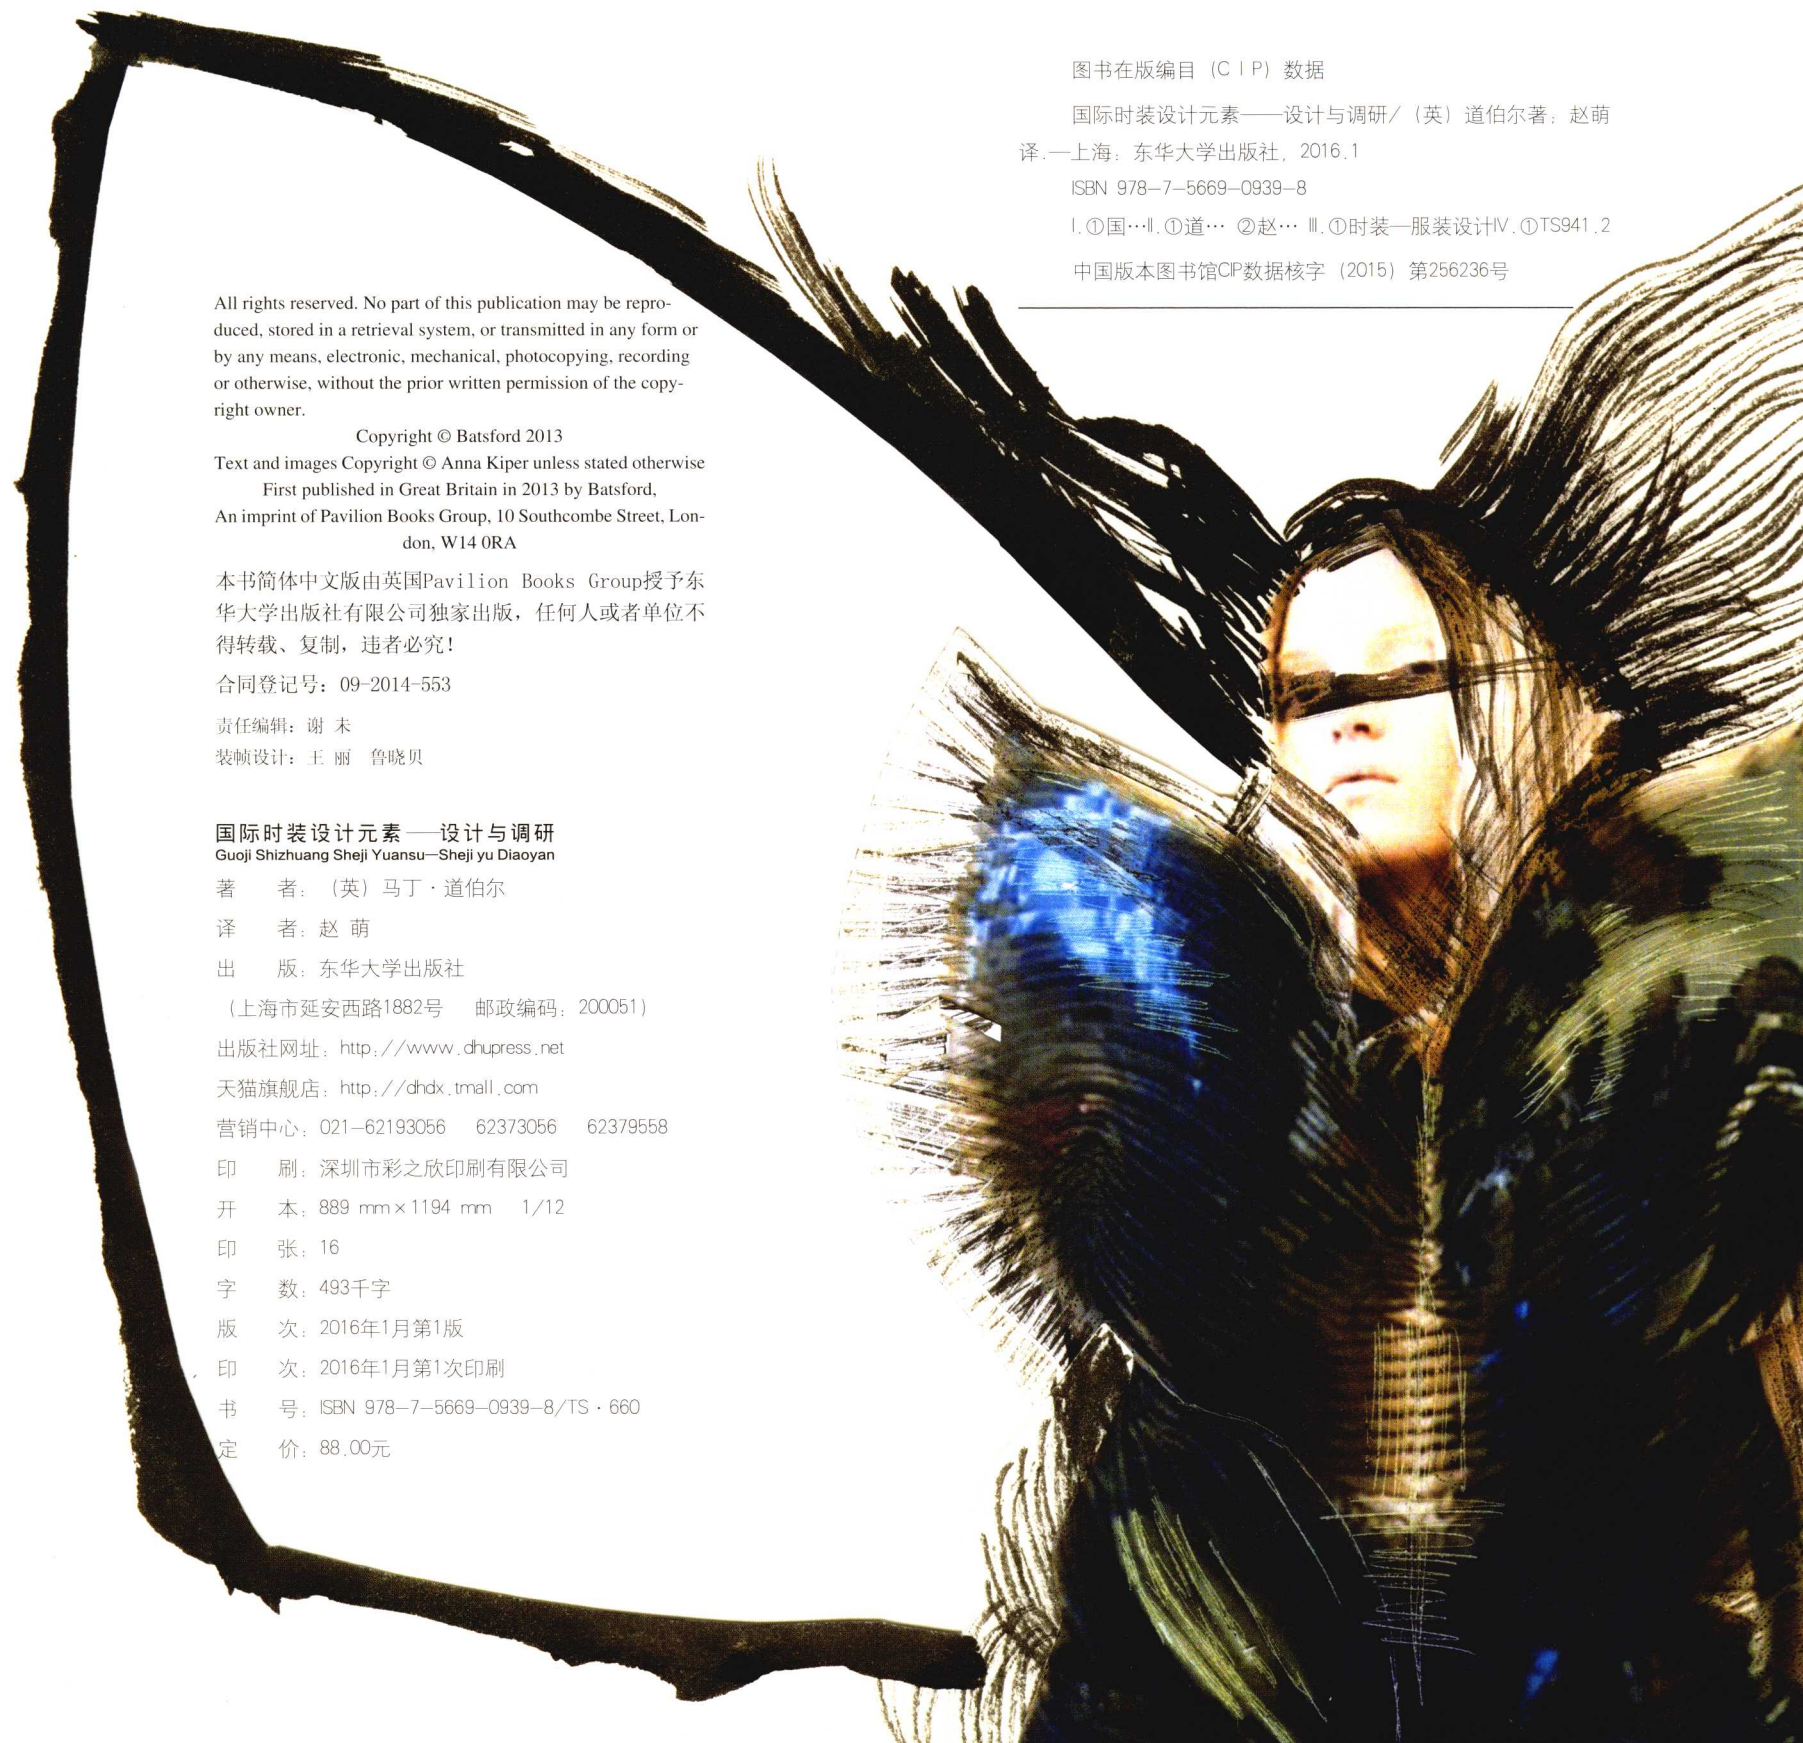 图书在版编目（CIP）数据
国际时装设计元素——设计与调研/（英）道伯尔著；赵萌
译.—上海：东华大学出版社，2016.1
ISBN 978-7-5669-0939-8
Ⅰ.①国…Ⅱ.①道… ②赵… Ⅲ.①时装—服装设计Ⅳ.①TS941.2
中国版本图书馆CIP数据核字（2015）第256236号
All rights reserved. No part of this publication may be repro-
duced, stored in a retrieval system, or transmitted in any form or
by any means, electronic, mechanical, photocopying, recording
or otherwise, without the prior written permission of the copy-
right owner.
Copyright © Batsford 2013
Text and images Copyright © Anna Kiper unless stated otherwise
First published in Great Britain in 2013 by Batsford,
An imprint of Pavilion Books Group, 10 Southcombe Street, Lon-
don, W14 0RA
本书简体中文版由英国Pavilion Books Group授予东
华大学出版社有限公司独家出版，任何人或者单位不
得转载、复制，违者必究！
合同登记号：09-2014-553
责任编辑：谢 未
装帧设计：王 丽 鲁晓贝
国际时装设计元素——设计与调研
Guoji Shizhuang Sheji Yuansu—Sheji yu Diaoyan
著 者：（英）马丁·道伯尔
译 者：赵 萌
出 版：东华大学出版社
（上海市延安西路1882号 邮政编码：200051）
出版社网址：http://www.dhupress.net
天猫旗舰店：http://dhdx.tmall.com
营销中心：021-62193056 62373056 62379558
印 刷：深圳市彩之欣印刷有限公司
开 本：889 mm×1194 mm 1/12
印 张：16
字 数：493千字
版 次：2016年1月第1版
印 次：2016年1月第1次印刷
书 号：ISBN 978-7-5669-0939-8/TS·660
定 价：88.00元